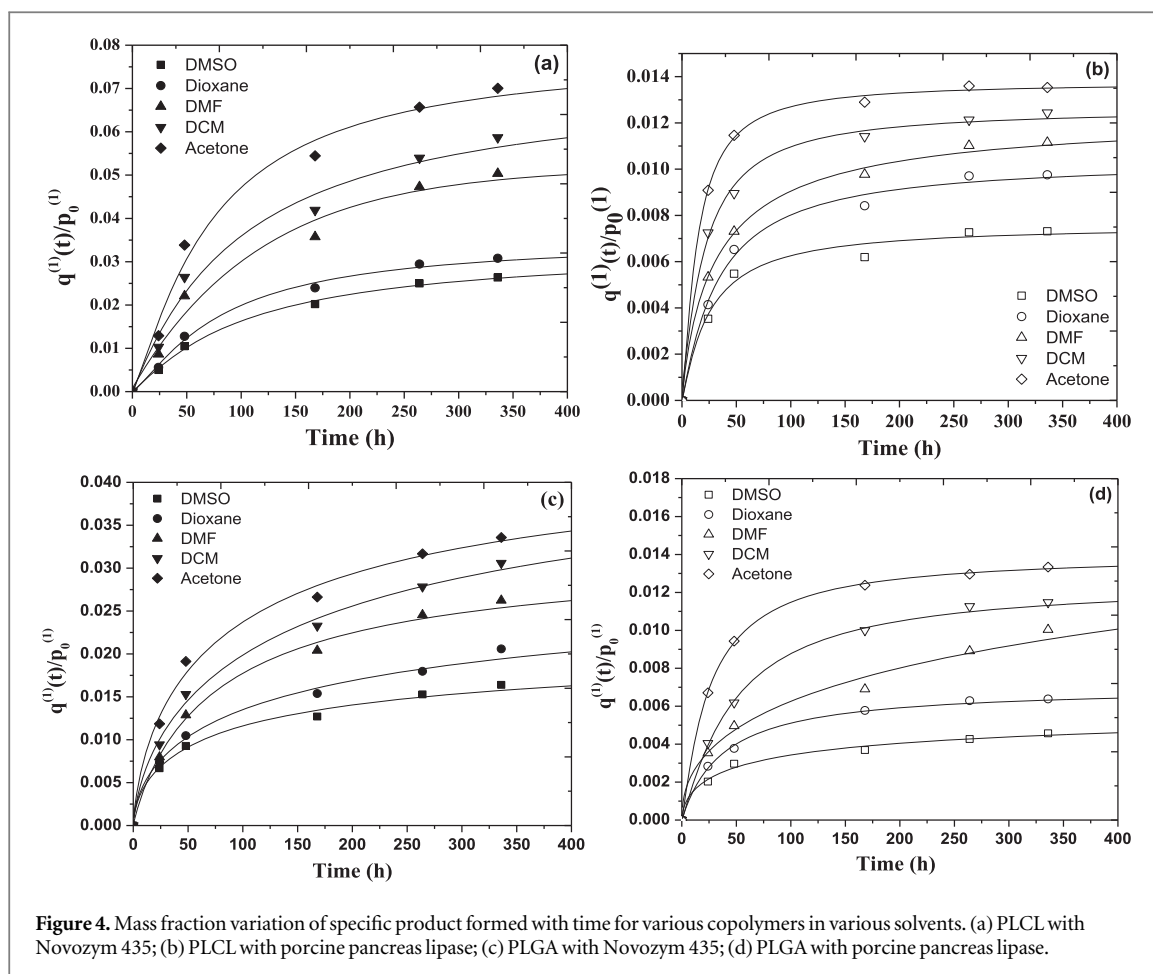 (a)
DMSO
Dioxane
DMF
DCM
Acetone
q⁽¹⁾(t)/p₀⁽¹⁾
0.08
0.07
0.06
0.05
0.04
0.03
0.02
0.01
0.00
0 50 100 150 200 250 300 350 400
Time (h)
(b)
q⁽¹⁾(t)/p0⁽¹⁾
0.014
0.012
0.010
0.008
0.006
0.004
0.002
0.000
DMSO
Dioxane
DMF
DCM
Acetone
0 50 100 150 200 250 300 350 400
Time (h)
(c)
DMSO
Dioxane
DMF
DCM
Acetone
q⁽¹⁾(t)/p₀⁽¹⁾
0.040
0.035
0.030
0.025
0.020
0.015
0.010
0.005
0.000
0 50 100 150 200 250 300 350 400
Time (h)
(d)
DMSO
Dioxane
DMF
DCM
Acetone
q⁽¹⁾(t)/p₀⁽¹⁾
0.018
0.016
0.014
0.012
0.010
0.008
0.006
0.004
0.002
0.000
0 50 100 150 200 250 300 350 400
Time (h)
Figure 4. Mass fraction variation of specific product formed with time for various copolymers in various solvents. (a) PLCL with
Novozym 435; (b) PLCL with porcine pancreas lipase; (c) PLGA with Novozym 435; (d) PLGA with porcine pancreas lipase.